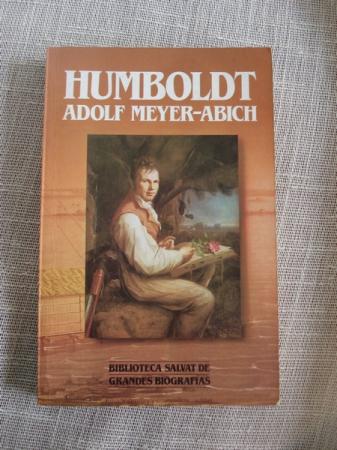 HUMBOLDT
ADOLF MEYER-ABICH
BIBLIOTECA SALVAT DE
GRANDES BIOGRAFIAS